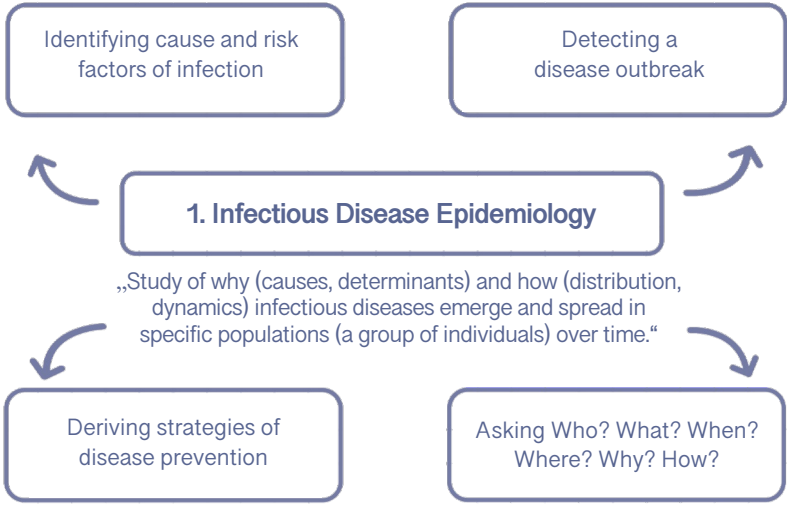 Identifying cause and risk
factors of infection
Detecting a
disease outbreak
1. Infectious Disease Epidemiology
„Study of why (causes, determinants) and how (distribution,
dynamics) infectious diseases emerge and spread in
specific populations (a group of individuals) over time.“
Deriving strategies of
disease prevention
Asking Who? What? When?
Where? Why? How?